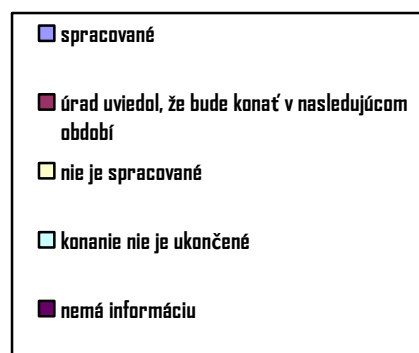 spracované
úrad uviedol, že bude konať v nasledujúcom
období
nie je spracované
konanie nie je ukončené
nemá informáciu